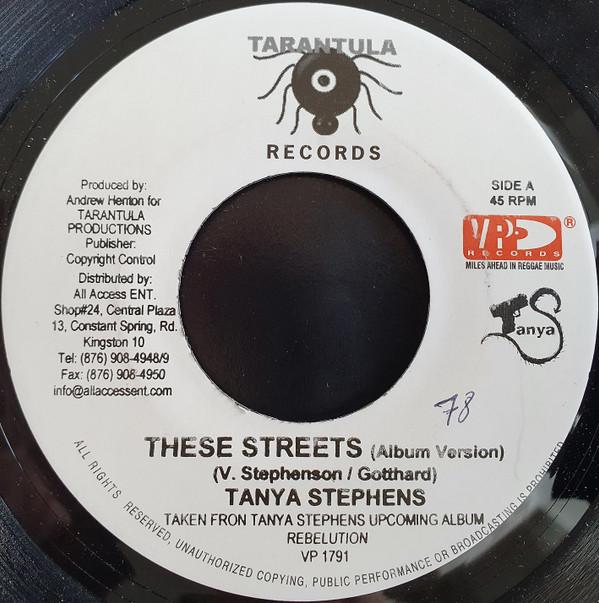 TARANTULA
RECORDS
Produced by:
Andrew Henton for
TARANTULA
PRODUCTIONS
Publisher:
Copyright Control
Distributed by:
All Access ENT.
Shop#24, Central Plaza
13, Constant Spring, Rd.
Kingston 10
Tel: (876) 908-4948/9
Fax: (876) 908-4950
info@allaccessent.com
SIDE A
45 RPM
VP ®
RECORDS
MILES AHEAD IN REGGAE MUSIC
Tanya S
78
THESE STREETS (Album Version)
(V. Stephenson / Gotthard)
TANYA STEPHENS
TAKEN FRON TANYA STEPHENS UPCOMING ALBUM
REBELUTION
VP 1791
ALL RIGHTS RESERVED, UNAUTHORIZED COPYING, PUBLIC PERFORMANCE OR BROADCASTING IS PROHIBITED